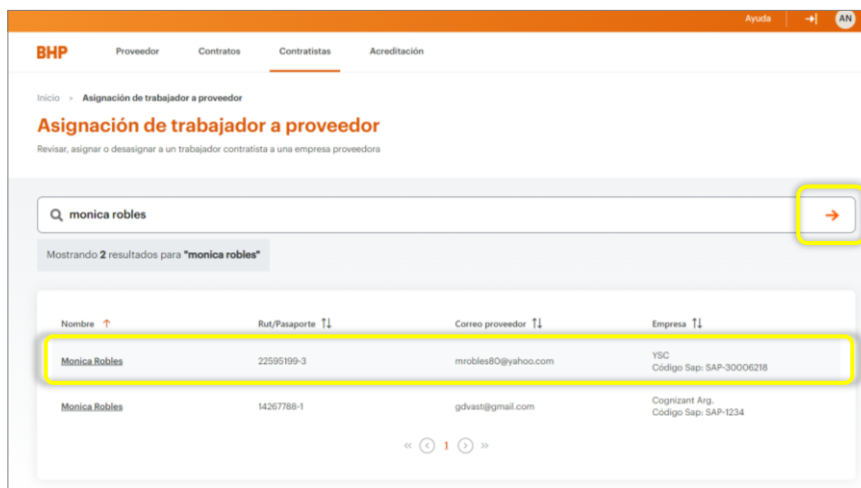 Ayuda AN
BHP Proveedor Contratos Contratistas Acreditación
Inicio > Asignación de trabajador a proveedor
Asignación de trabajador a proveedor
Revisar, asignar o desasignar a un trabajador contratista a una empresa proveedora
monica robles
Mostrando 2 resultados para "monica robles"
Nombre Rut/Pasaporte Correo proveedor Empresa
Monica Robles 22595199-3 mrobles80@yahoo.com YSC
Código Sap: SAP-30006218
Monica Robles 14267788-1 gdvast@gmail.com Cognizant Arg.
Código Sap: SAP-1234
« 1 »